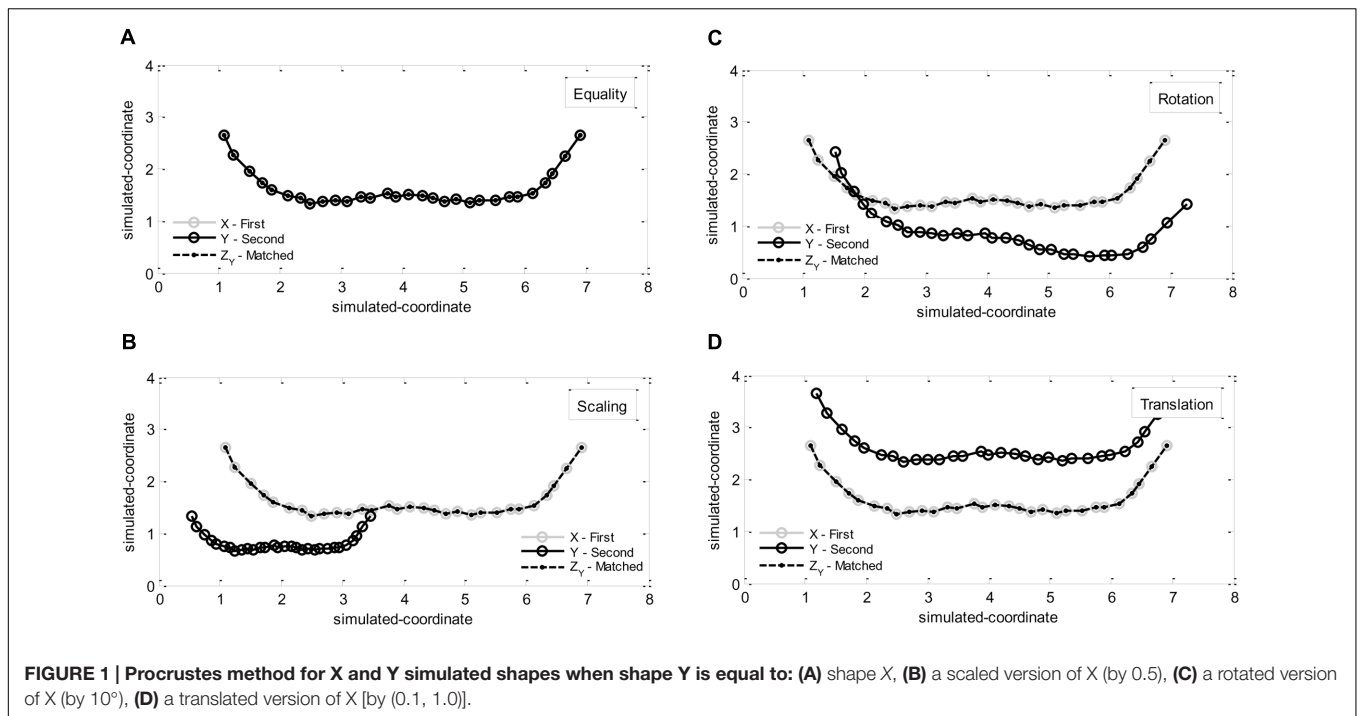 A
4
3
2
1
0
simulated-coordinate
Equality
X - First
Y - Second
Z_Y - Matched
0 1 2 3 4 5 6 7 8
simulated-coordinate
B
4
3
2
1
0
simulated-coordinate
Scaling
X - First
Y - Second
Z_Y - Matched
0 1 2 3 4 5 6 7 8
simulated-coordinate
C
4
3
2
1
0
simulated-coordinate
Rotation
X - First
Y - Second
Z_Y - Matched
0 1 2 3 4 5 6 7 8
simulated-coordinate
D
4
3
2
1
0
simulated-coordinate
Translation
X - First
Y - Second
Z_Y - Matched
0 1 2 3 4 5 6 7 8
simulated-coordinate
FIGURE 1 | Procrustes method for X and Y simulated shapes when shape Y is equal to: (A) shape X, (B) a scaled version of X (by 0.5), (C) a rotated version
of X (by 10°), (D) a translated version of X [by (0.1, 1.0)].